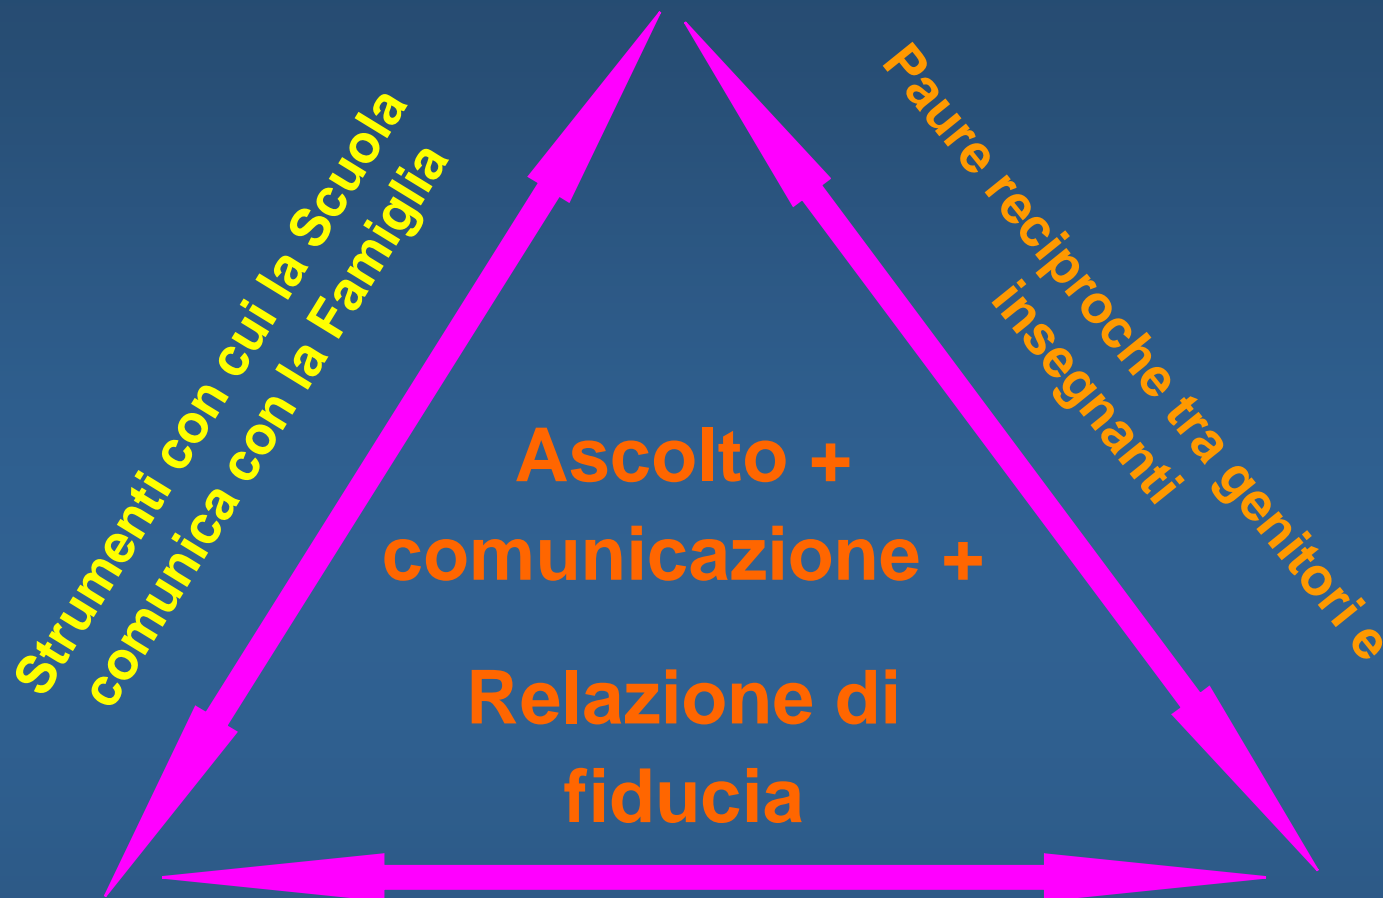 Strumenti con cui la Scuola
comunica con la Famiglia
Paure reciproche tra genitori e
insegnanti
Ascolto +
comunicazione +
Relazione di
fiducia